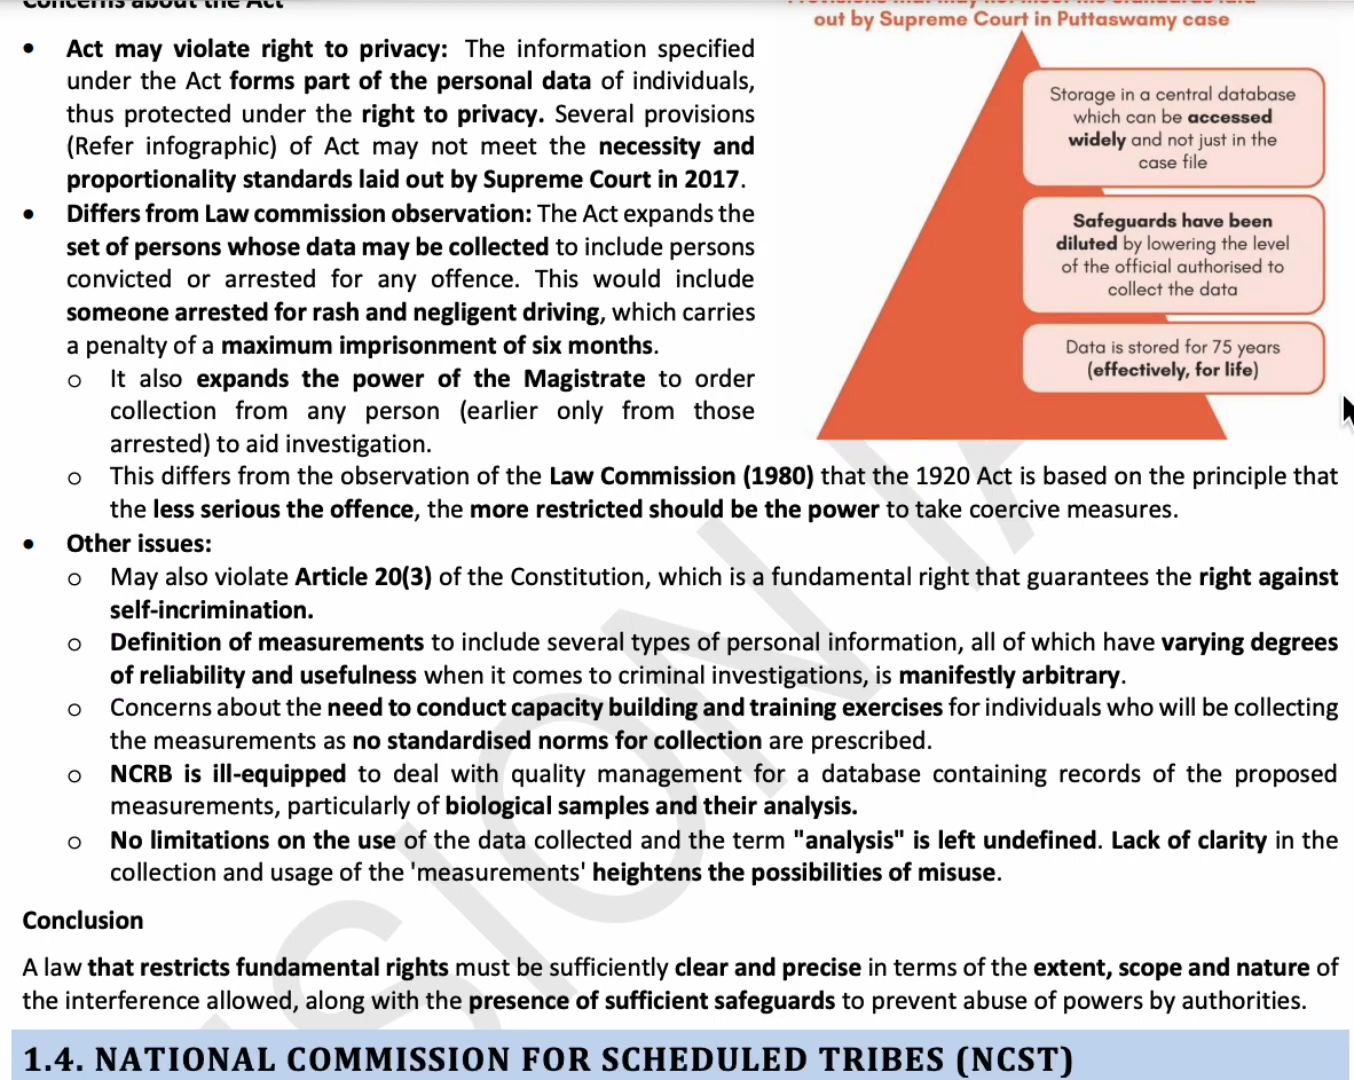 Concerns about the Act
out by Supreme Court in Puttaswamy case
• Act may violate right to privacy: The information specified
under the Act forms part of the personal data of individuals,
thus protected under the right to privacy. Several provisions
(Refer infographic) of Act may not meet the necessity and
proportionality standards laid out by Supreme Court in 2017.
• Differs from Law commission observation: The Act expands the
set of persons whose data may be collected to include persons
convicted or arrested for any offence. This would include
someone arrested for rash and negligent driving, which carries
a penalty of a maximum imprisonment of six months.
o It also expands the power of the Magistrate to order
collection from any person (earlier only from those
arrested) to aid investigation.
Storage in a central database
which can be accessed
widely and not just in the
case file
Safeguards have been
diluted by lowering the level
of the official authorised to
collect the data
Data is stored for 75 years
(effectively, for life)
o This differs from the observation of the Law Commission (1980) that the 1920 Act is based on the principle that
the less serious the offence, the more restricted should be the power to take coercive measures.
• Other issues:
o May also violate Article 20(3) of the Constitution, which is a fundamental right that guarantees the right against
self-incrimination.
o Definition of measurements to include several types of personal information, all of which have varying degrees
of reliability and usefulness when it comes to criminal investigations, is manifestly arbitrary.
o Concerns about the need to conduct capacity building and training exercises for individuals who will be collecting
the measurements as no standardised norms for collection are prescribed.
o NCRB is ill-equipped to deal with quality management for a database containing records of the proposed
measurements, particularly of biological samples and their analysis.
o No limitations on the use of the data collected and the term "analysis" is left undefined. Lack of clarity in the
collection and usage of the 'measurements' heightens the possibilities of misuse.
Conclusion
A law that restricts fundamental rights must be sufficiently clear and precise in terms of the extent, scope and nature of
the interference allowed, along with the presence of sufficient safeguards to prevent abuse of powers by authorities.
1.4. NATIONAL COMMISSION FOR SCHEDULED TRIBES (NCST)